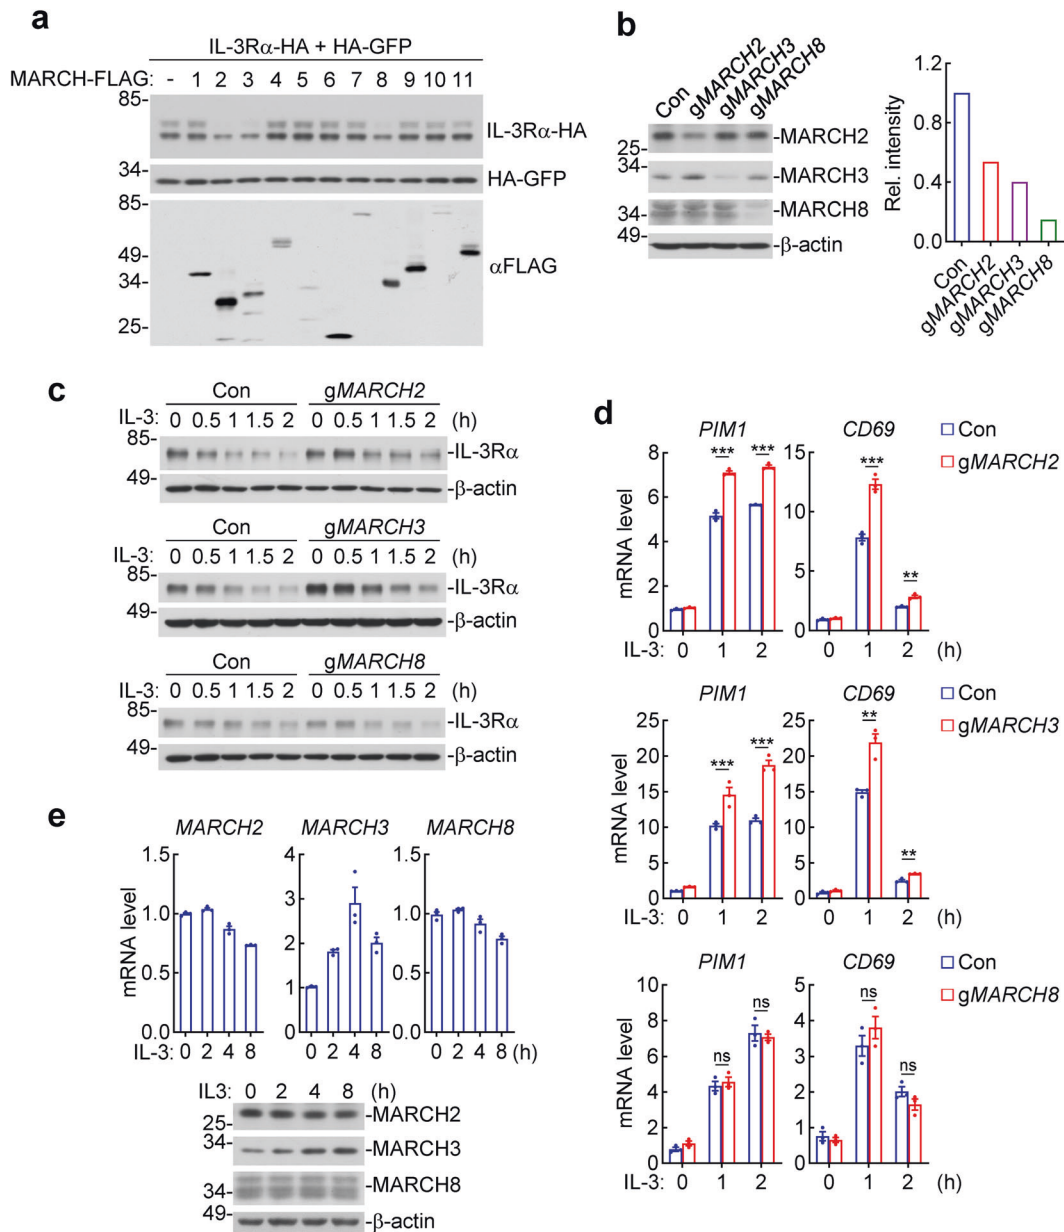 a
IL-3Rα-HA + HA-GFP
MARCH-FLAG: - 1 2 3 4 5 6 7 8 9 10 11
85-
IL-3Rα-HA
34-
HA-GFP
85-
49-
αFLAG
34-
25-
b
Con gMARCH2 gMARCH3 gMARCH8
-MARCH2
25-
34-
-MARCH3
-MARCH8
34-
49-
-β-actin
Rel. intensity
1.2
0.8
0.4
0.0
Con gMARCH2 gMARCH3 gMARCH8
c
Con gMARCH2
IL-3: 0 0.5 1 1.5 2 0 0.5 1 1.5 2 (h)
85-
-IL-3Rα
49-
-β-actin
Con gMARCH3
IL-3: 0 0.5 1 1.5 2 0 0.5 1 1.5 2 (h)
85-
-IL-3Rα
49-
-β-actin
Con gMARCH8
IL-3: 0 0.5 1 1.5 2 0 0.5 1 1.5 2 (h)
85-
-IL-3Rα
49-
-β-actin
d
PIM1 CD69
Con
gMARCH2
mRNA level
8
6
4
2
0
*** ***
15
10
5
0
*** **
IL-3: 0 1 2 0 1 2 (h)
PIM1 CD69
Con
gMARCH3
mRNA level
25
20
15
10
5
0
*** ***
25
20
15
10
5
0
** **
IL-3: 0 1 2 0 1 2 (h)
PIM1 CD69
Con
gMARCH8
mRNA level
10
8
6
4
2
0
ns ns
5
4
3
2
1
0
ns ns
IL-3: 0 1 2 0 1 2 (h)
e
MARCH2 MARCH3 MARCH8
mRNA level
1.5
1.0
0.5
0.0
4
3
2
1
0
1.5
1.0
0.5
0.0
IL-3: 0 2 4 8 0 2 4 8 0 2 4 8 (h)
IL3: 0 2 4 8 (h)
-MARCH2
25-
34-
-MARCH3
-MARCH8
34-
49-
-β-actin